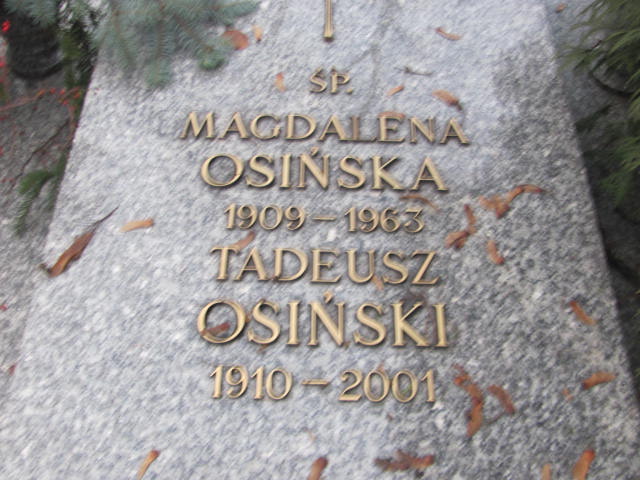 ŚP.
MAGDALENA
OSIŃSKA
1909–1963
TADEUSZ
OSIŃSKI
1910–2001